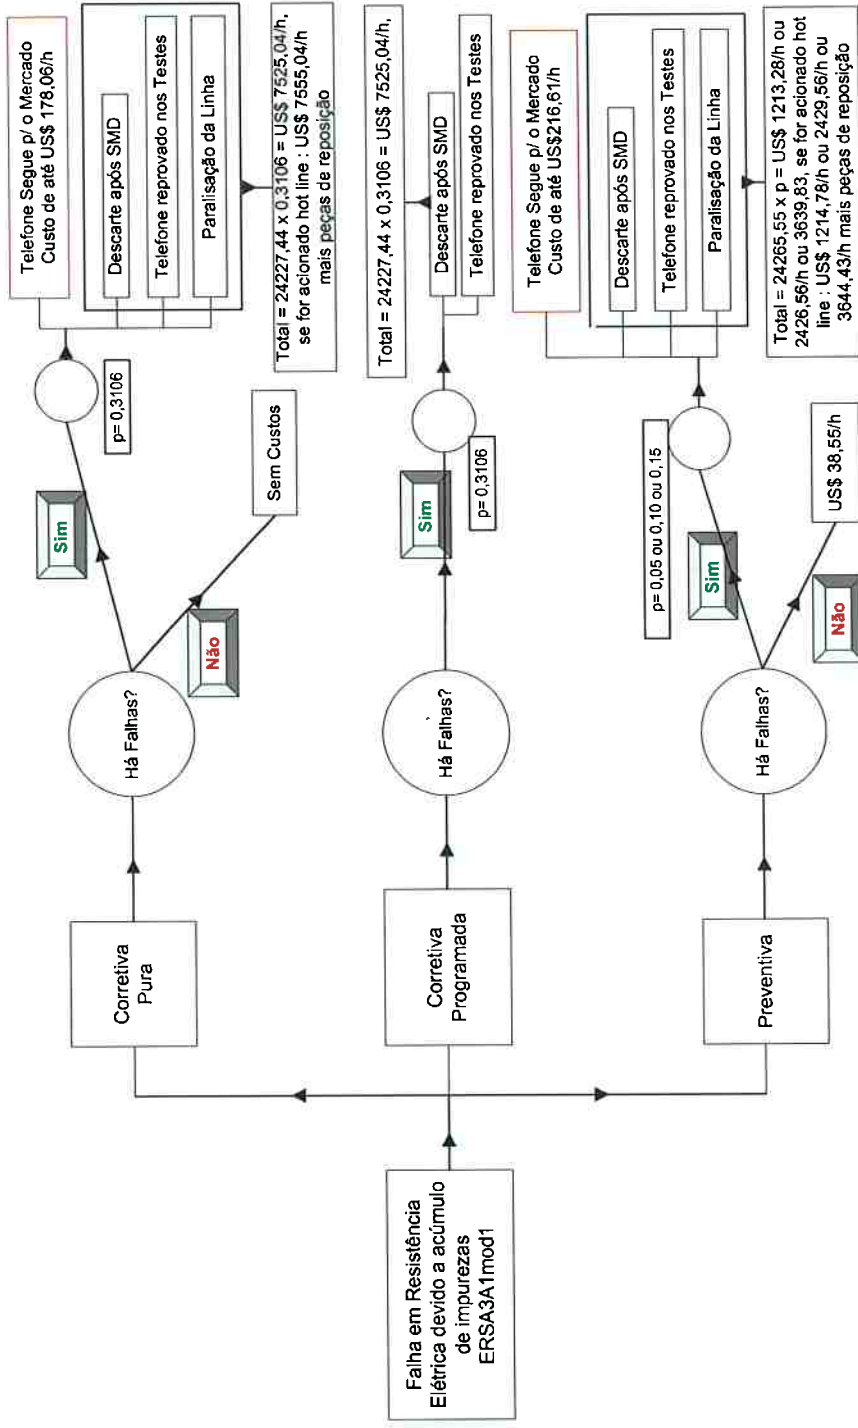 Falha em Resistência
Elétrica devido a acúmulo
de impurezas
ERSA3A1mod1
Corretiva
Pura
Há Falhas?
Sim
Não
p= 0,3106
Sem Custos
Telefone Segue p/ o Mercado
Custo de até US$ 178,06/h
Descarte após SMD
Telefone reprovado nos Testes
Paralisação da Linha
Total = 24227,44 x 0,3106 = US$ 7525,04/h,
se for acionado hot line : US$ 7555,04/h
mais peças de reposição
Corretiva
Programada
Há Falhas?
Sim
p= 0,3106
Total = 24227,44 x 0,3106 = US$ 7525,04/h,
Descarte após SMD
Telefone reprovado nos Testes
Preventiva
Há Falhas?
Sim
Não
p= 0,05 ou 0,10 ou 0,15
US$ 38,55/h
Telefone Segue p/ o Mercado
Custo de até US$216,61/h
Descarte após SMD
Telefone reprovado nos Testes
Paralisação da Linha
Total = 24265,55 x p = US$ 1213,28/h ou
2426,56/h ou 3639,83, se for acionado hot
line : US$ 1214,78/h ou 2429,56/h ou
3644,43/h mais peças de reposição